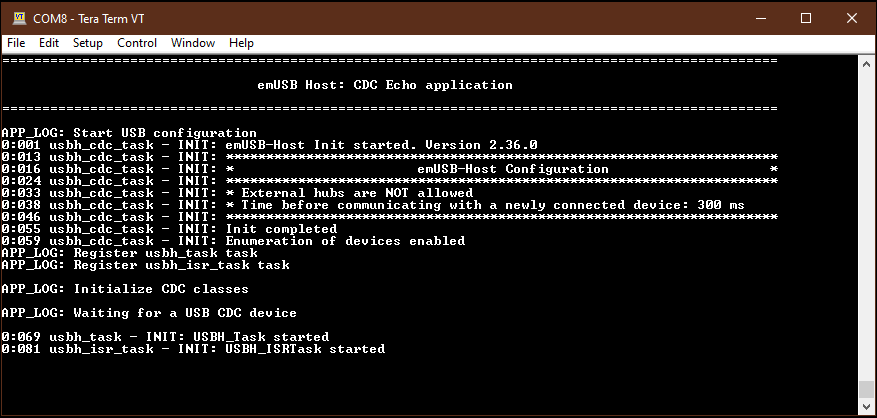 COM8 - Tera Term VT
File Edit Setup Control Window Help
=================================================================================================
emUSB Host: CDC Echo application
=================================================================================================
APP_LOG: Start USB configuration
0:001 usbh_cdc_task - INIT: emUSB-Host Init started. Version 2.36.0
0:013 usbh_cdc_task - INIT: *********************************************************************
0:016 usbh_cdc_task - INIT: *                       emUSB-Host Configuration                    *
0:024 usbh_cdc_task - INIT: *********************************************************************
0:033 usbh_cdc_task - INIT: * External hubs are NOT allowed
0:038 usbh_cdc_task - INIT: * Time before communicating with a newly connected device: 300 ms
0:046 usbh_cdc_task - INIT: *********************************************************************
0:055 usbh_cdc_task - INIT: Init completed
0:059 usbh_cdc_task - INIT: Enumeration of devices enabled
APP_LOG: Register usbh_task task
APP_LOG: Register usbh_isr_task task
APP_LOG: Initialize CDC classes
APP_LOG: Waiting for a USB CDC device
0:069 usbh_task - INIT: USBH_Task started
0:081 usbh_isr_task - INIT: USBH_ISRTask started